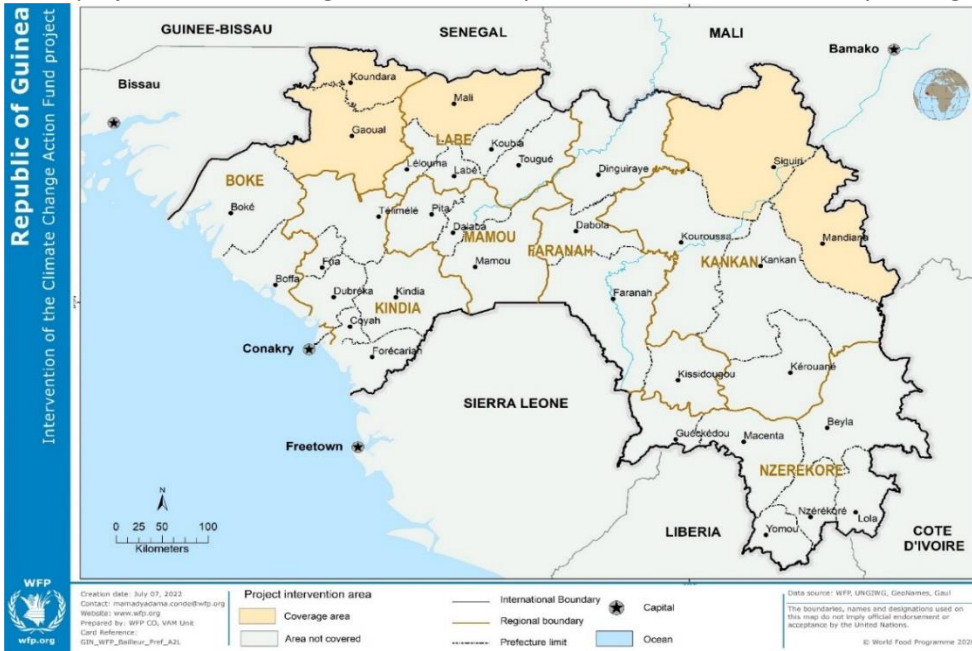 Republic of Guinea
Intervention of the Climate Change Action Fund project
GUINEE-BISSAU
SENEGAL
MALI
Bamako
Bissau
Koundara
Mali
Gaoual
LABE
Koubia
Tougué
Lélouma
Labé
Siguiri
Dinguiraye
BOKE
Boké
Télimélé
Pita
Dalaba
MAMOU
Mamou
Dabola
FARANAH
Faranah
Kouroussa
Mandiana
KANKAN
Kankan
Fria
Boffa
Dubréka
Kindia
KINDIA
Coyah
Conakry
Forécariah
Kissidougou
Kérouané
SIERRA LEONE
Freetown
Guéckédou
Macenta
Beyla
NZEREKORE
Nzérékoré
Lola
Yomou
LIBERIA
COTE
D'IVOIRE
N
0 25 50 100
Kilometers
WFP
wfp.org
Creation date: July 07, 2022
Contact: mamadyadama.conde@wfp.org
Website: www.wfp.org
Prepared by: WFP CO, VAM Unit
Card Reference:
GIN_WFP_Bailleur_Pref_A2L
Project intervention area
Coverage area
Area not covered
International Boundary
Regional boundary
Prefecture limit
Capital
Ocean
Data source: WFP, UNGIWG, GeoNames, Gaul
The boundaries, names and designations used on
this map do not imply official endorsement or
acceptance by the United Nations.
© World Food Programme 202